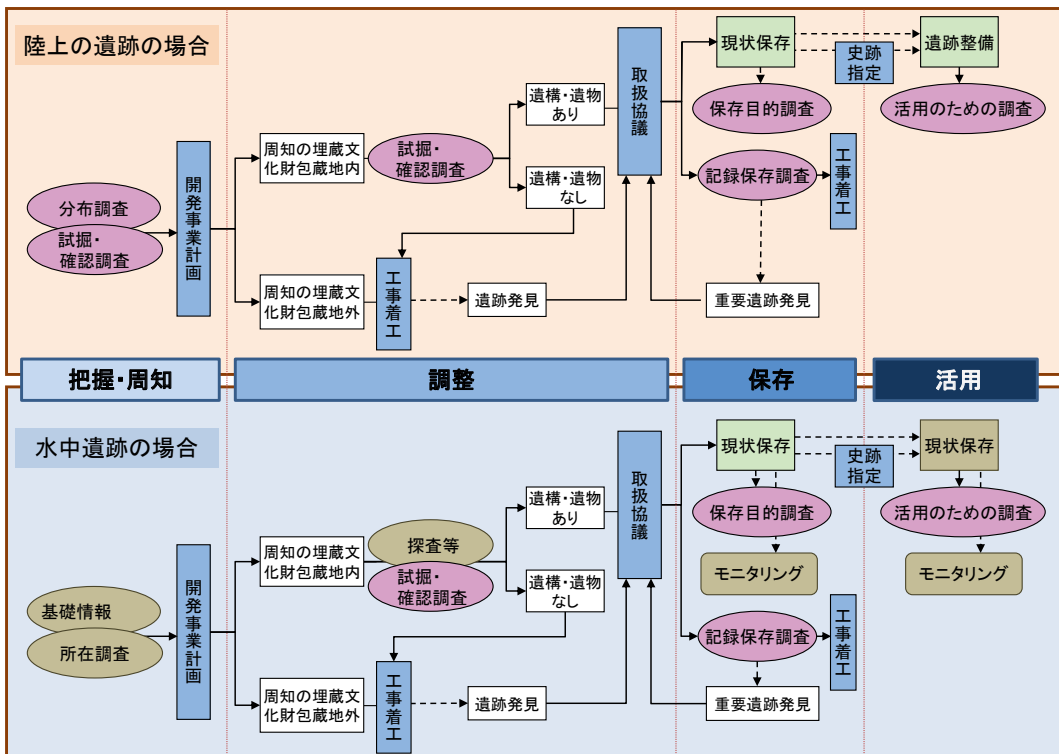 陸上の遺跡の場合
分布調査
試掘・
確認調査
開発事業計画
周知の埋蔵文
化財包蔵地内
試掘・
確認調査
遺構・遺物
あり
遺構・遺物
なし
周知の埋蔵文
化財包蔵地外
工事着工
遺跡発見
取扱協議
現状保存
保存目的調査
記録保存調査
工事着工
重要遺跡発見
史跡
指定
遺跡整備
活用のための調査
把握・周知
調整
保存
活用
水中遺跡の場合
基礎情報
所在調査
開発事業計画
周知の埋蔵文
化財包蔵地内
探査等
試掘・
確認調査
遺構・遺物
あり
遺構・遺物
なし
周知の埋蔵文
化財包蔵地外
工事着工
遺跡発見
取扱協議
現状保存
保存目的調査
モニタリング
記録保存調査
工事着工
重要遺跡発見
史跡
指定
現状保存
活用のための調査
モニタリング